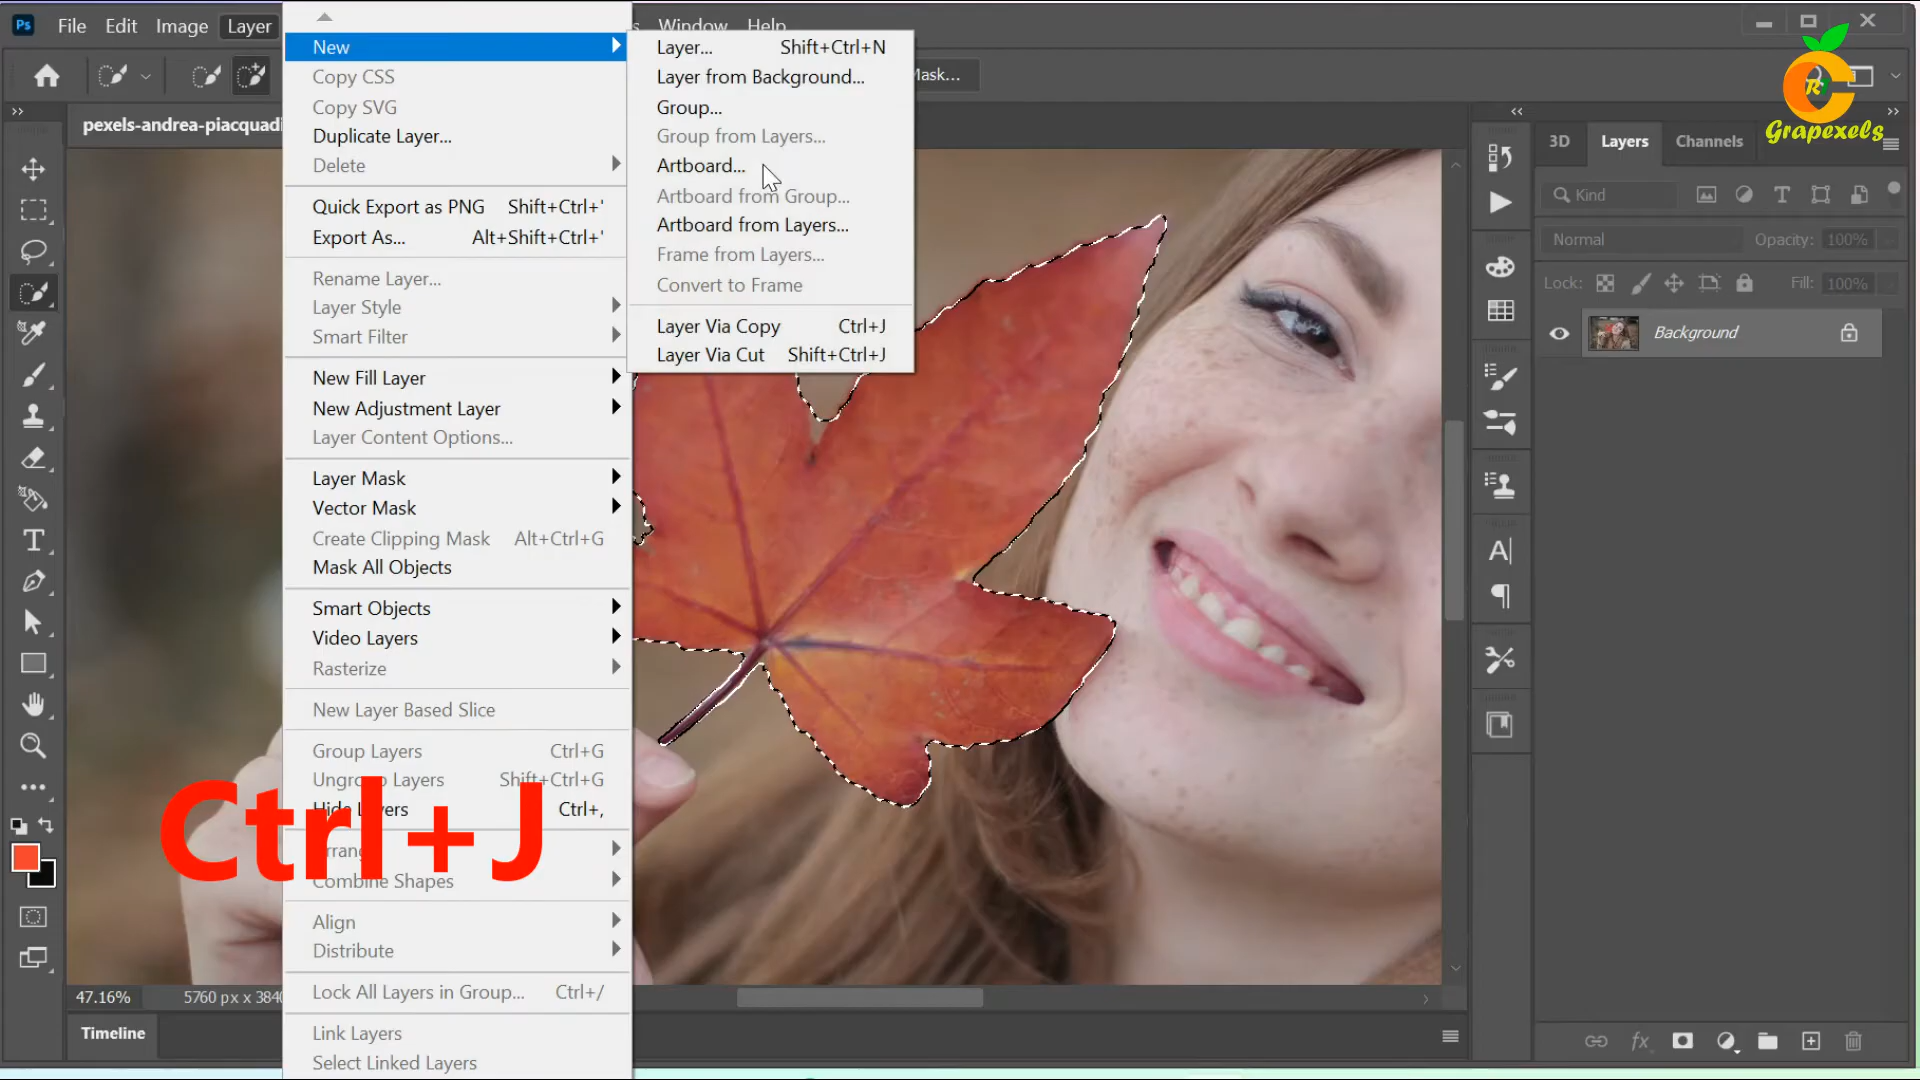 Ps File Edit Image Layer Window Help
Mask...
pexels-andrea-piacquadi
New
Copy CSS
Copy SVG
Duplicate Layer...
Delete
Quick Export as PNG Shift+Ctrl+'
Export As... Alt+Shift+Ctrl+'
Rename Layer...
Layer Style
Smart Filter
New Fill Layer
New Adjustment Layer
Layer Content Options...
Layer Mask
Vector Mask
Create Clipping Mask Alt+Ctrl+G
Mask All Objects
Smart Objects
Video Layers
Rasterize
New Layer Based Slice
Group Layers Ctrl+G
Ungroup Layers Shift+Ctrl+G
Hide Layers Ctrl+,
Combine Shapes
Align
Distribute
Lock All Layers in Group... Ctrl+/
Link Layers
Select Linked Layers
Layer... Shift+Ctrl+N
Layer from Background...
Group...
Group from Layers...
Artboard...
Artboard from Group...
Artboard from Layers...
Frame from Layers...
Convert to Frame
Layer Via Copy Ctrl+J
Layer Via Cut Shift+Ctrl+J
Ctrl+J
47.16% 5760 px x 3840
Timeline
Grapexels
3D Layers Channels
Kind
Normal Opacity: 100%
Lock: Fill: 100%
Background
fx